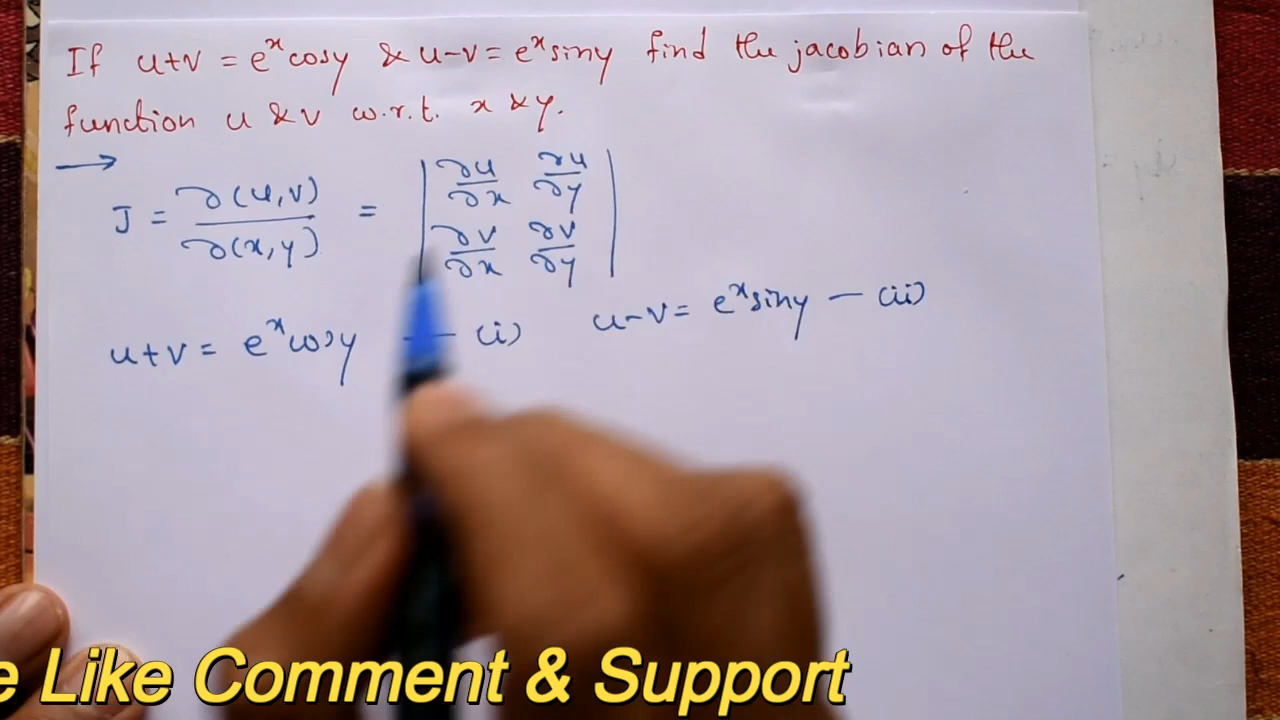 If u+v = e^x cosy & u-v = e^x siny find the jacobian of the
function u & v w.r.t. x & y.
→
J = ∂(u,v)/∂(x,y) = | ∂u/∂x ∂u/∂y |
| ∂v/∂x ∂v/∂y |
u+v = e^x cosy — (i) u-v = e^x siny — (ii)
e Like Comment & Support